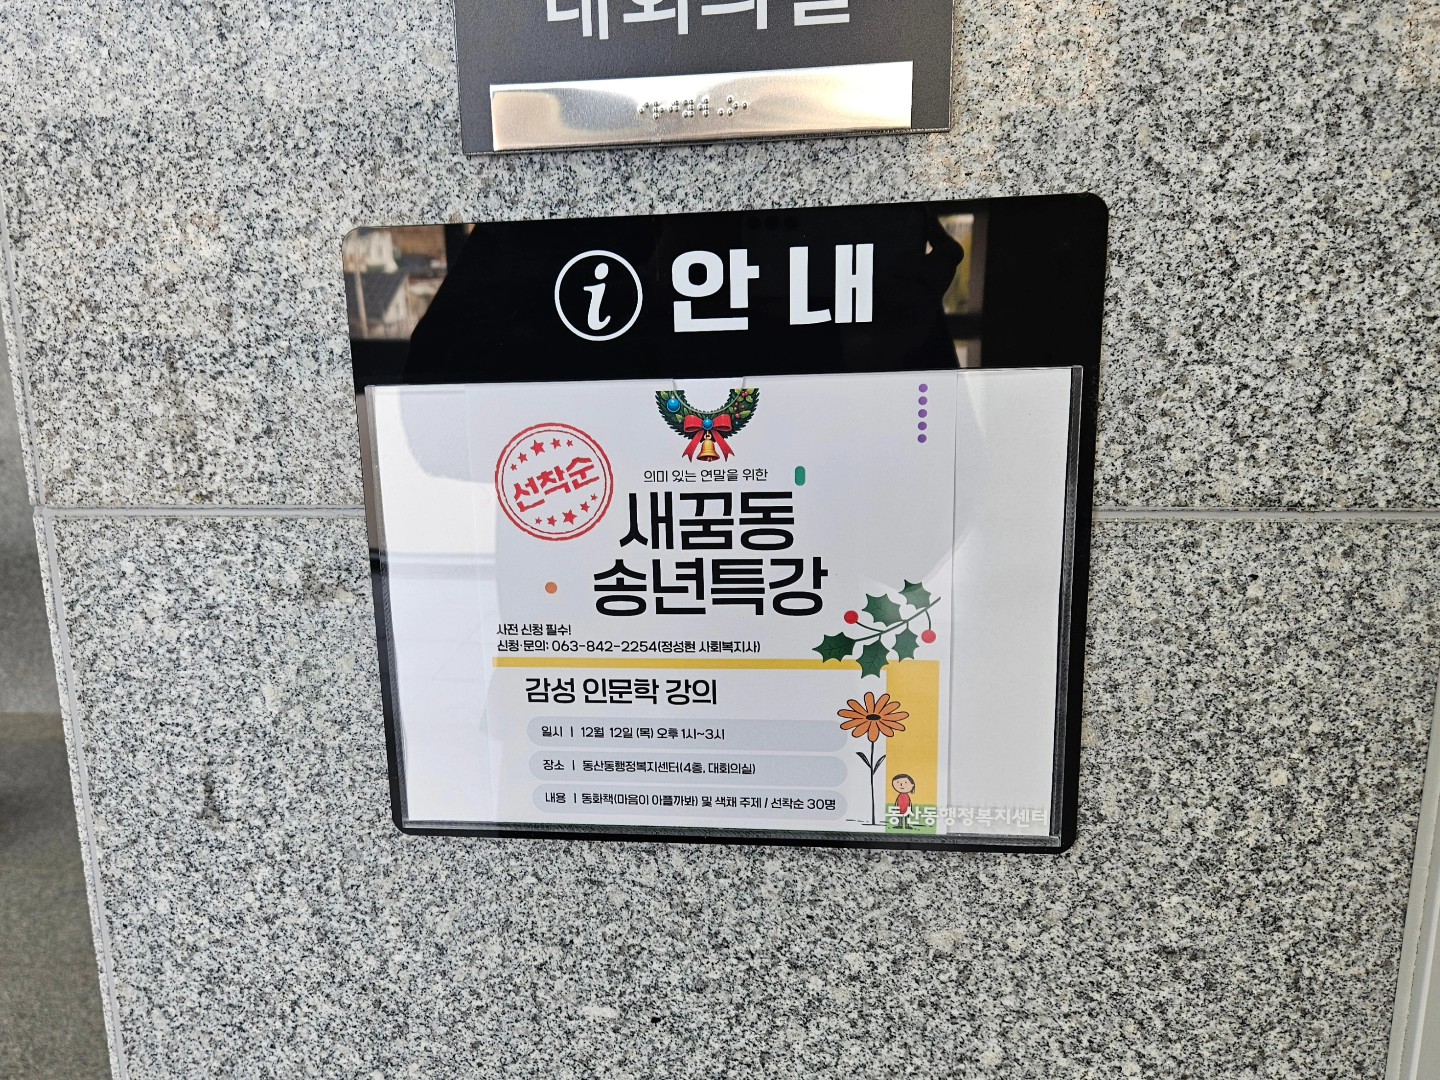 대회의실
안내
선착순
의미 있는 연말을 위한
새꿈동
송년특강
사전 신청 필수!
신청·문의: 063-842-2254(정성현 사회복지사)
감성 인문학 강의
일시 | 12월 12일 (목) 오후 1시~3시
장소 | 동산동행정복지센터(4층, 대회의실)
내용 | 동화책(마음이 아플까봐) 및 색채 주제 / 선착순 30명
동산동행정복지센터